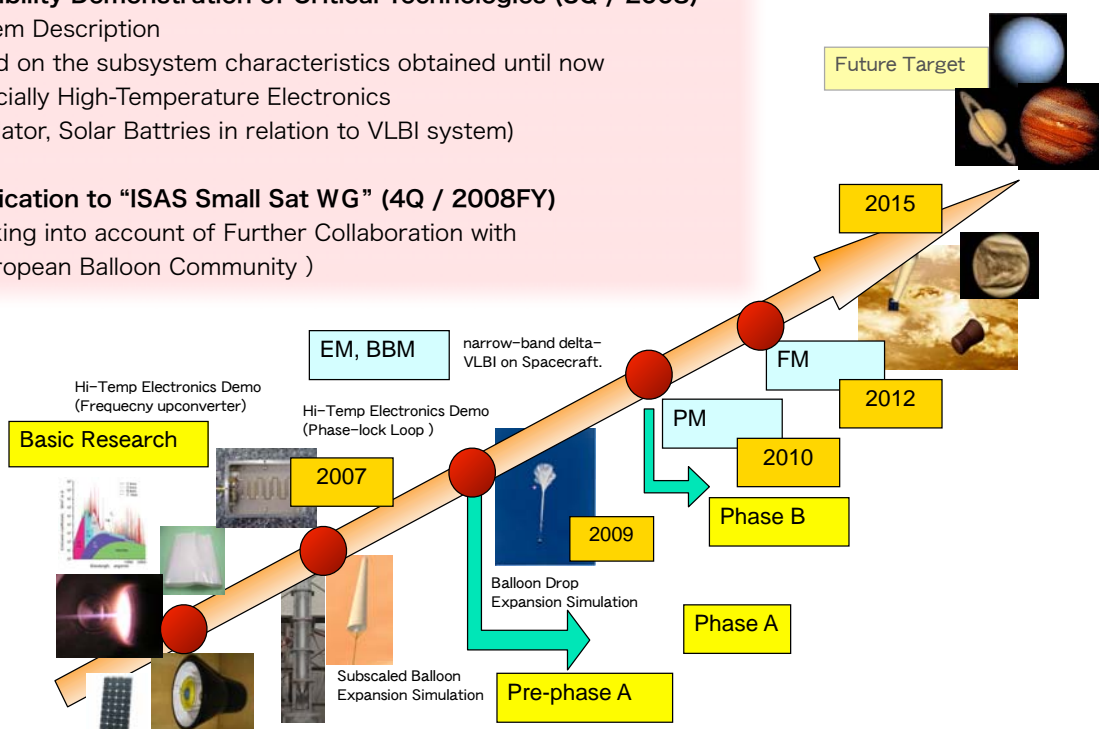 ibility Demonstration of Critical Technologies (3Q / 2008)
em Description
d on the subsystem characteristics obtained until now
cially High-Temperature Electronics
ator, Solar Battries in relation to VLBI system)
ication to “ISAS Small Sat WG” (4Q / 2008FY)
king into account of Further Collaboration with
ropean Balloon Community )
Future Target
2015
EM, BBM
narrow-band delta-
VLBI on Spacecraft.
FM
2012
Hi-Temp Electronics Demo
(Frequecny upconverter)
Hi-Temp Electronics Demo
(Phase-lock Loop )
PM
Basic Research
2007
2010
Phase B
2009
Balloon Drop
Expansion Simulation
Phase A
Subscaled Balloon
Expansion Simulation
Pre-phase A